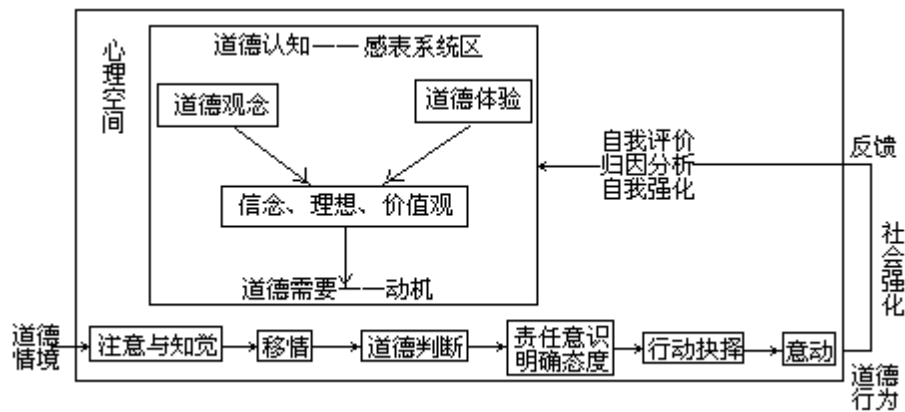 心理空间
道德认知——感表系统区
道德观念
道德体验
信念、理想、价值观
道德需要——动机
自我评价
归因分析
自我强化
反馈
社会强化
道德
情境
注意与知觉
移情
道德判断
责任意识
明确态度
行动抉择
意动
道德
行为